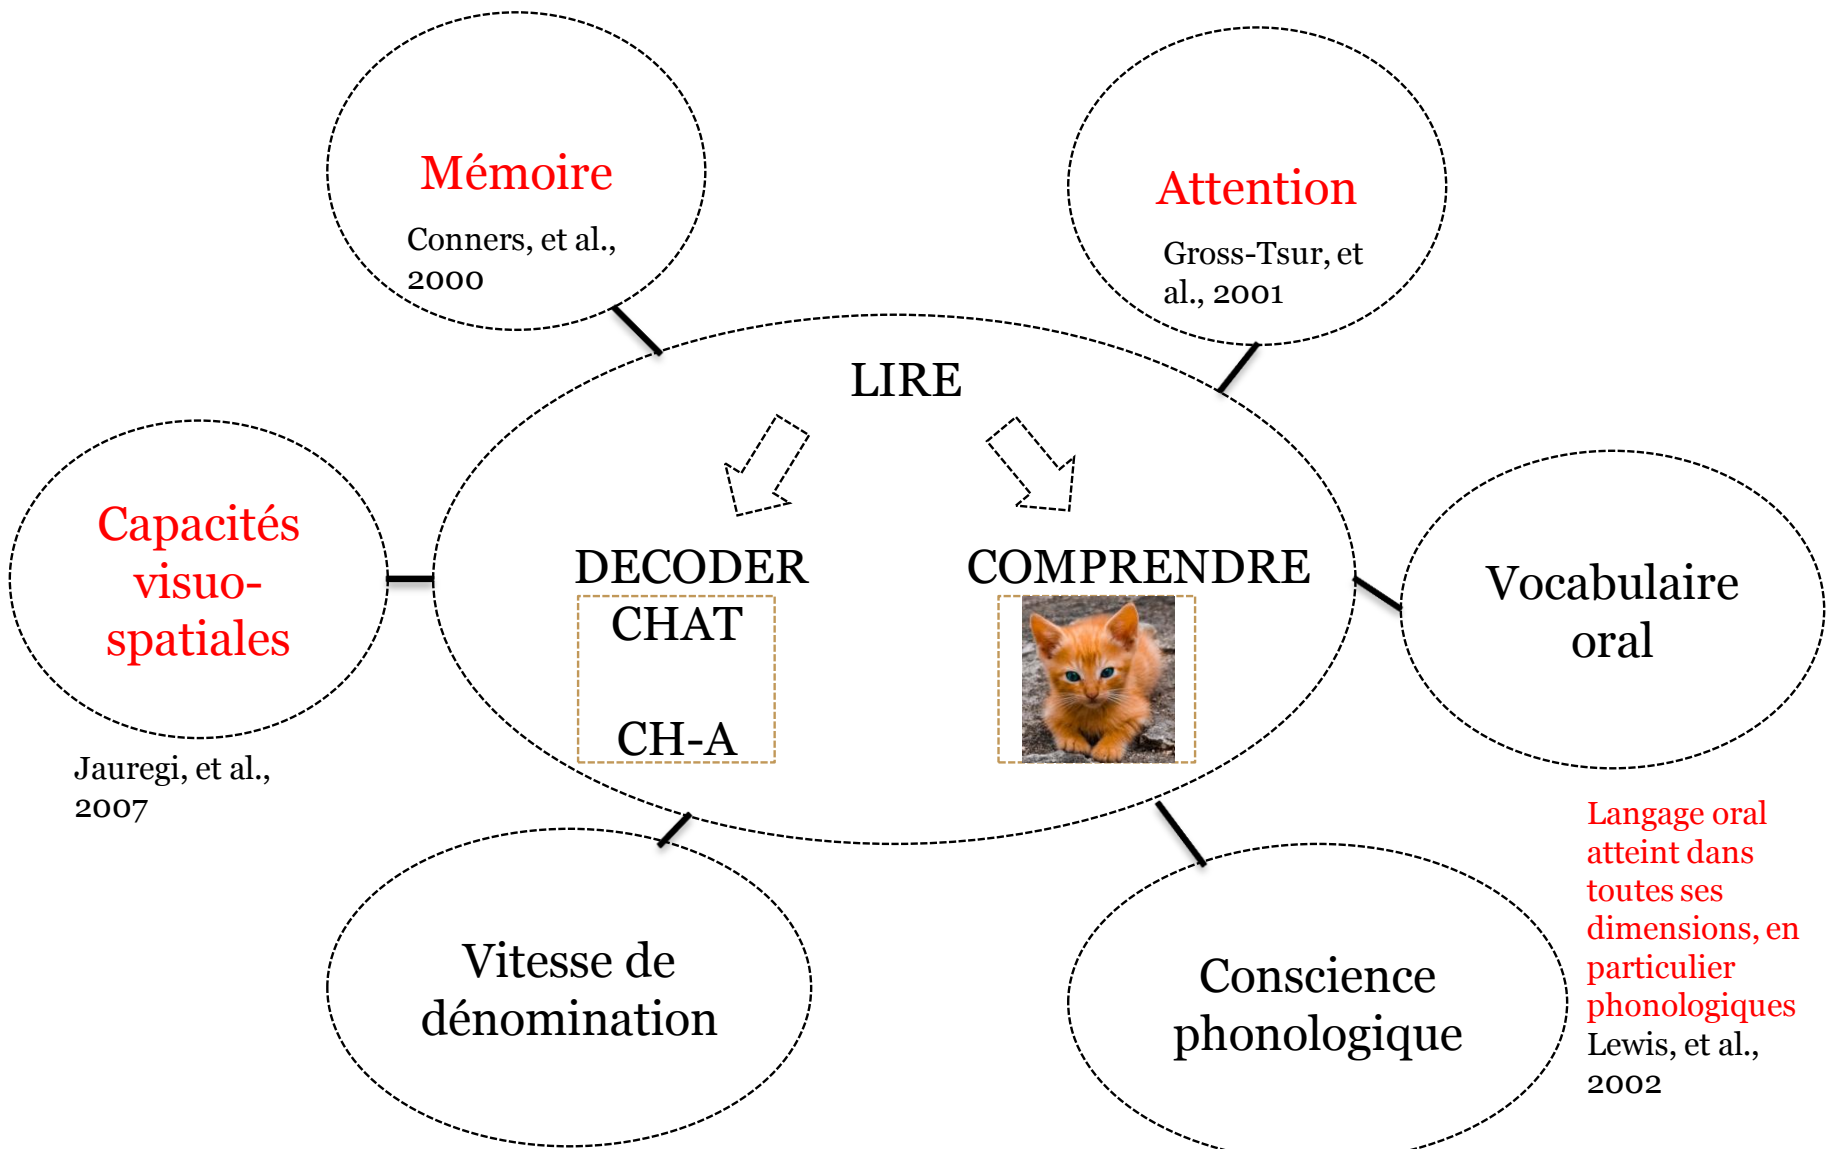 Mémoire
Conners, et al.,
2000
Attention
Gross-Tsur, et
al., 2001
LIRE
DECODER
CHAT
CH-A
COMPRENDRE
Capacités
visuo-
spatiales
Jauregi, et al.,
2007
Vocabulaire
oral
Langage oral
atteint dans
toutes ses
dimensions, en
particulier
phonologiques
Lewis, et al.,
2002
Vitesse de
dénomination
Conscience
phonologique